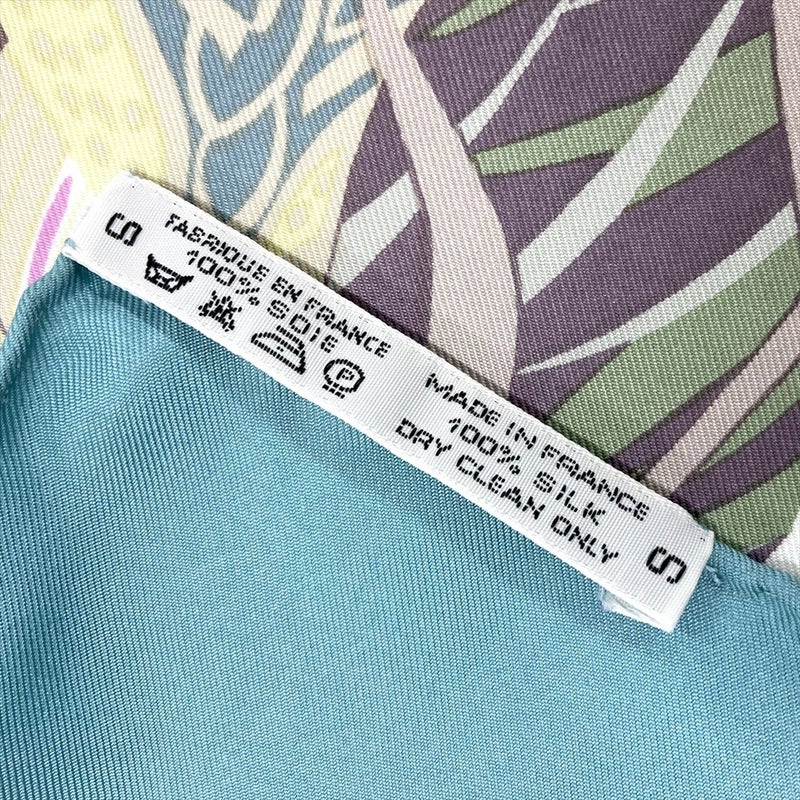 S
FABRIQUE EN FRANCE
100% SOIE
P
MADE IN FRANCE
100% SILK
DRY CLEAN ONLY
S